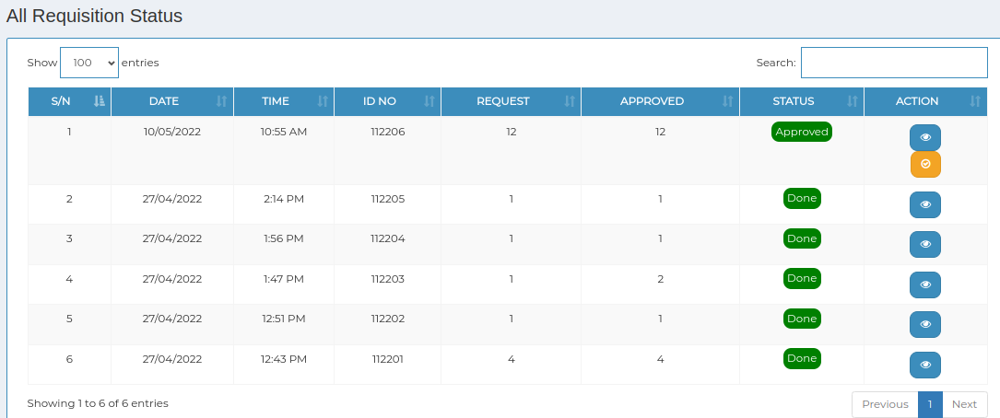 All Requisition Status
Show 100 entries Search:
S/N DATE TIME ID NO REQUEST APPROVED STATUS ACTION
1 10/05/2022 10:55 AM 112206 12 12 Approved
2 27/04/2022 2:14 PM 112205 1 1 Done
3 27/04/2022 1:56 PM 112204 1 1 Done
4 27/04/2022 1:47 PM 112203 1 2 Done
5 27/04/2022 12:51 PM 112202 1 1 Done
6 27/04/2022 12:43 PM 112201 4 4 Done
Showing 1 to 6 of 6 entries Previous 1 Next